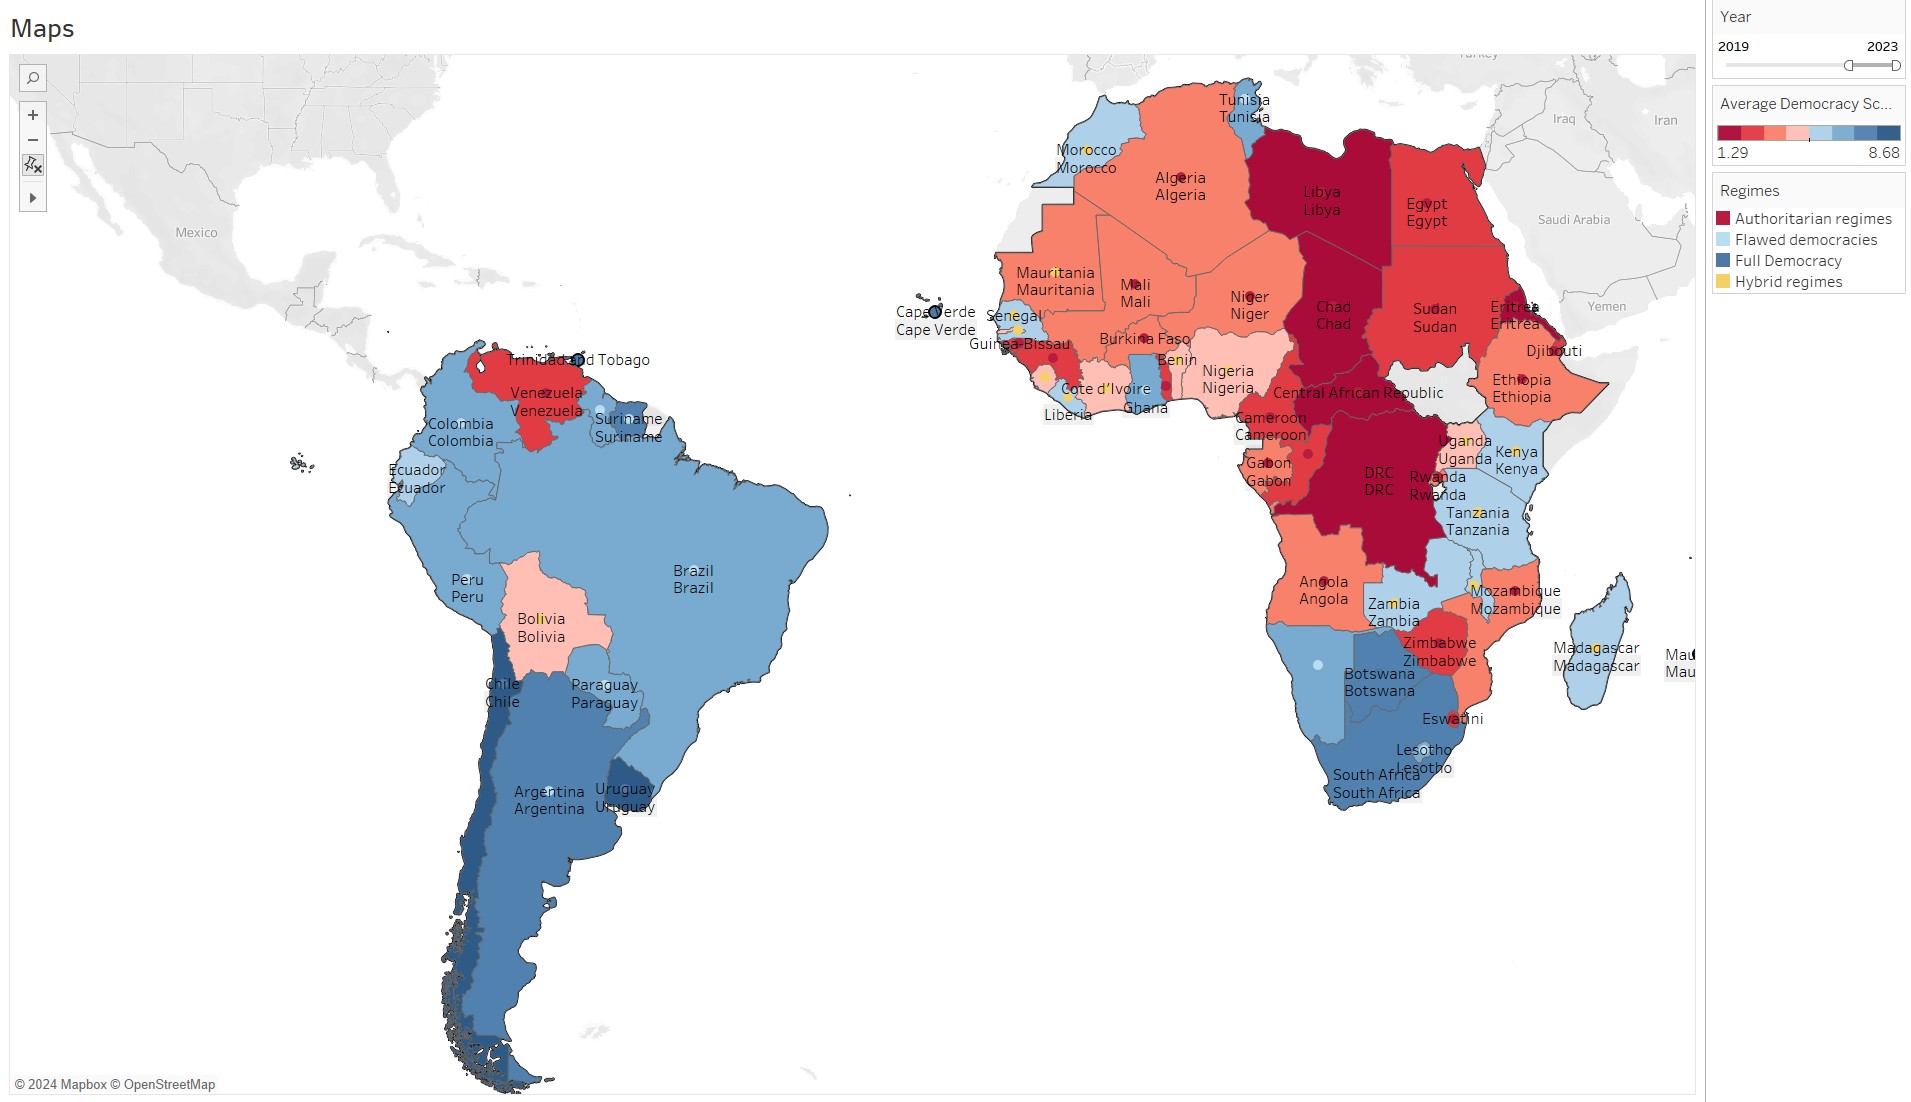 Maps
Year
2019 2023
Average Democracy Sc...
1.29 8.68
Regimes
Authoritarian regimes
Flawed democracies
Full Democracy
Hybrid regimes
Turkey
Iraq
Iran
Saudi Arabia
Yemen
Mexico
Tunisia
Tunisia
Morocco
Morocco
Algeria
Algeria
Libya
Libya
Egypt
Egypt
Mauritania
Mauritania
Mali
Mali
Niger
Niger
Chad
Chad
Sudan
Sudan
Eritrea
Eritrea
Cape Verde
Cape Verde
Senegal
Guinea-Bissau
Burkina Faso
Benin
Djibouti
Nigeria
Nigeria
Ethiopia
Ethiopia
Cote d'Ivoire
Liberia
Ghana
Central African Republic
Cameroon
Cameroon
Uganda
Uganda
Kenya
Kenya
Gabon
Gabon
DRC
DRC
Rwanda
Rwanda
Tanzania
Tanzania
Angola
Angola
Zambia
Zambia
Mozambique
Mozambique
Zimbabwe
Zimbabwe
Madagascar
Madagascar
Mau
Mau
Botswana
Botswana
Eswatini
Lesotho
Lesotho
South Africa
South Africa
Trinidad and Tobago
Venezuela
Venezuela
Colombia
Colombia
Suriname
Suriname
Ecuador
Ecuador
Peru
Peru
Brazil
Brazil
Bolivia
Bolivia
Chile
Chile
Paraguay
Paraguay
Argentina
Argentina
Uruguay
Uruguay
© 2024 Mapbox © OpenStreetMap